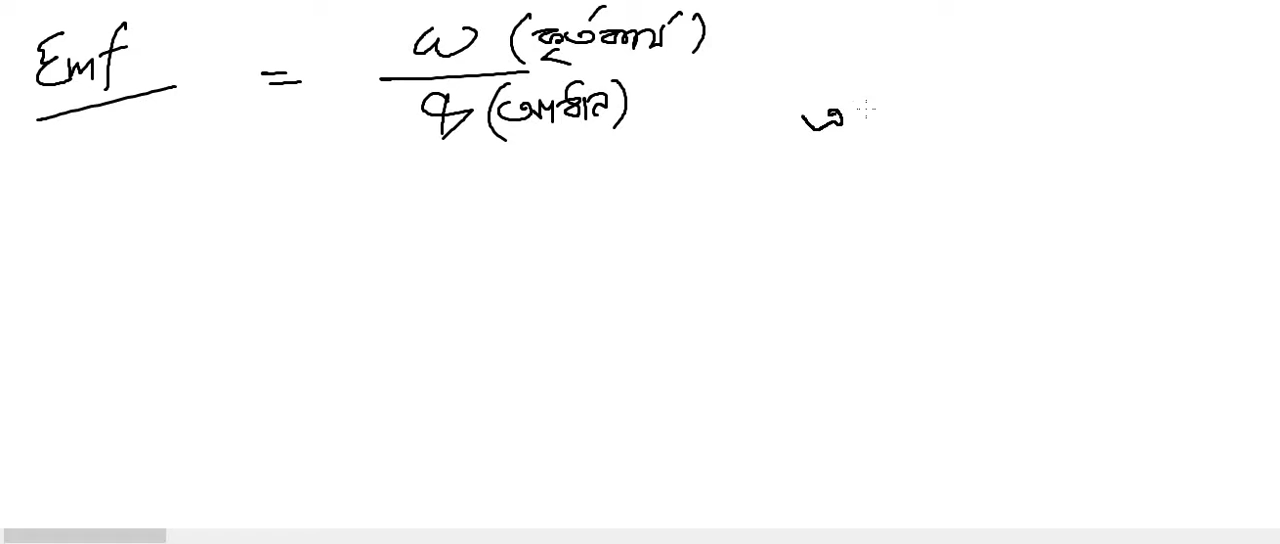 Emf = W (কৃতকার্য)
q (আধান)